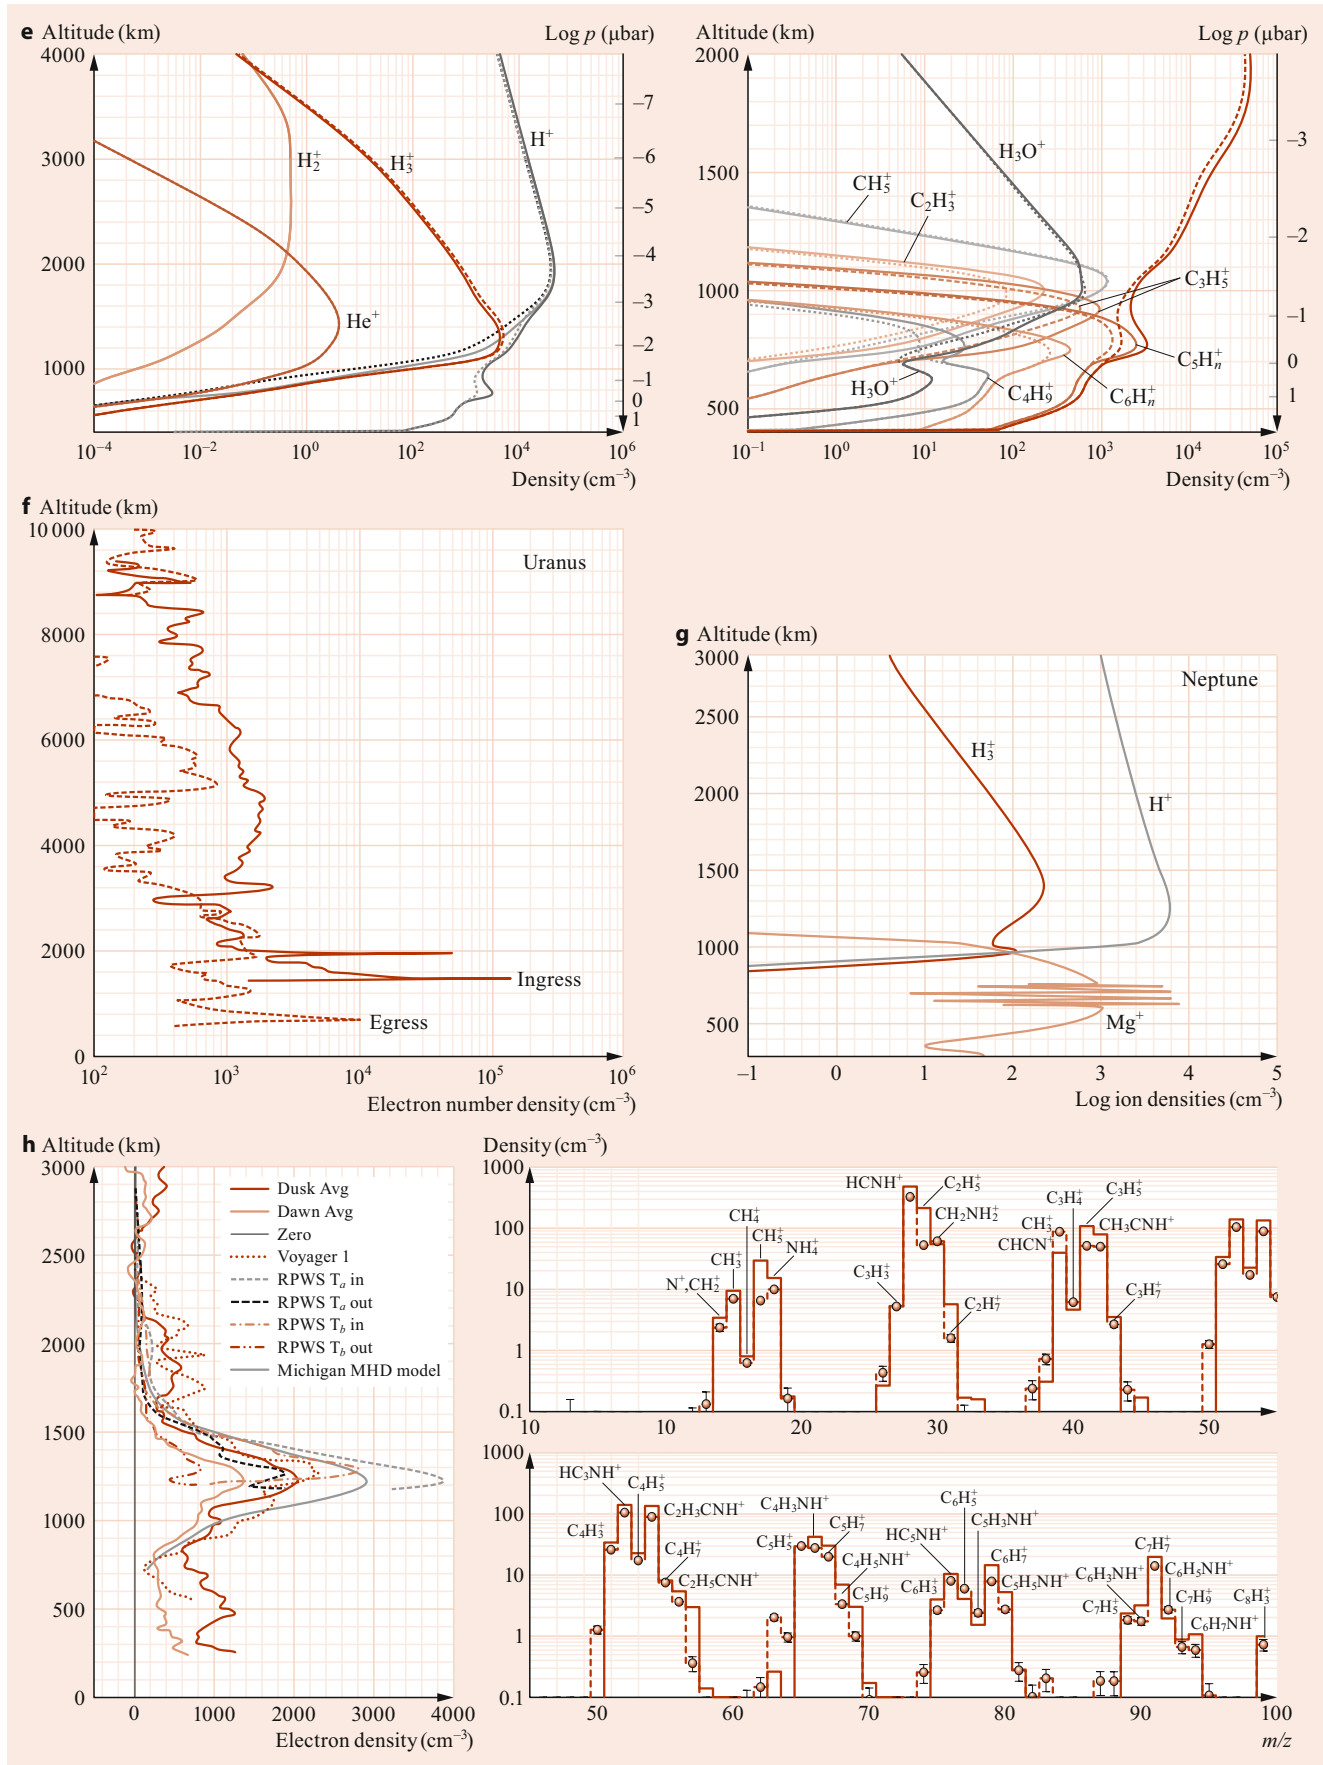 e Altitude (km)
Log p (μbar)
4000
3000
2000
1000
–7
–6
–5
–4
–3
–2
–1
0
1
H₂⁺
H₃⁺
H⁺
He⁺
10⁻⁴
10⁻²
10⁰
10²
10⁴
10⁶
Density (cm⁻³)
Altitude (km)
Log p (μbar)
2000
1500
1000
500
–3
–2
–1
0
1
H₃O⁺
CH₅⁺
C₂H₃⁺
C₃H₅⁺
C₅Hₙ⁺
H₃O⁺
C₄H₉⁺
C₆Hₙ⁺
10⁻¹
10⁰
10¹
10²
10³
10⁴
10⁵
Density (cm⁻³)
f Altitude (km)
10 000
8000
6000
4000
2000
0
Uranus
Ingress
Egress
10²
10³
10⁴
10⁵
10⁶
Electron number density (cm⁻³)
g Altitude (km)
3000
2500
2000
1500
1000
500
Neptune
H₃⁺
H⁺
Mg⁺
–1
0
1
2
3
4
5
Log ion densities (cm⁻³)
h Altitude (km)
3000
2500
2000
1500
1000
500
0
Dusk Avg
Dawn Avg
Zero
Voyager 1
RPWS Tₐ in
RPWS Tₐ out
RPWS T_b in
RPWS T_b out
Michigan MHD model
0
1000
2000
3000
4000
Electron density (cm⁻³)
Density (cm⁻³)
1000
100
10
1
0.1
N⁺,CH₂⁺
CH₃⁺
CH₄⁺
CH₅⁺
NH₄⁺
HCNH⁺
C₂H₅⁺
CH₂NH₂⁺
C₃H₃⁺
C₂H₇⁺
CH₃⁺
CHCN⁺
C₃H₄⁺
C₃H₅⁺
CH₃CNH⁺
C₃H₇⁺
10
10
20
30
40
50
1000
100
10
1
0.1
HC₃NH⁺
C₄H₅⁺
C₄H₃⁺
C₂H₃CNH⁺
C₄H₇⁺
C₂H₅CNH⁺
C₄H₃NH⁺
C₅H₅⁺
C₅H₇⁺
C₄H₅NH⁺
C₅H₉⁺
HC₅NH⁺
C₆H₅⁺
C₅H₃NH⁺
C₆H₃⁺
C₆H₇⁺
C₅H₅NH⁺
C₇H₇⁺
C₆H₃NH⁺
C₆H₅NH⁺
C₇H₅⁺
C₇H₉⁺
C₆H₇NH⁺
C₈H₃⁺
50
60
70
80
90
100
m/z